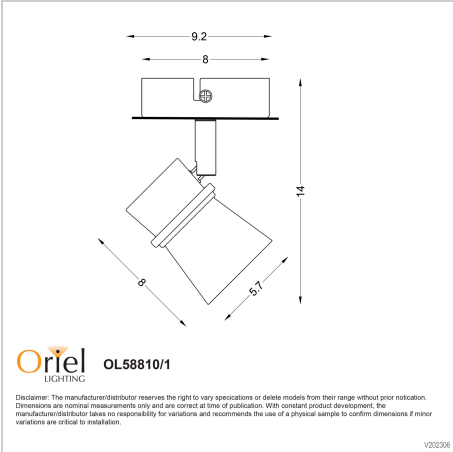 9.2
8
14
8
5.7
Oriel
LIGHTING
OL58810/1
Disclaimer: The manufacturer/distributor reserves the right to vary specications or delete models from their range without prior notication.
Dimensions are nominal measurements only and are correct at time of publication. With constant product development, the
manufacturer/distributor takes no responsibility for variations and recommends the use of a physical sample to confirm dimensions if minor
variations are critical to installation.
V202306